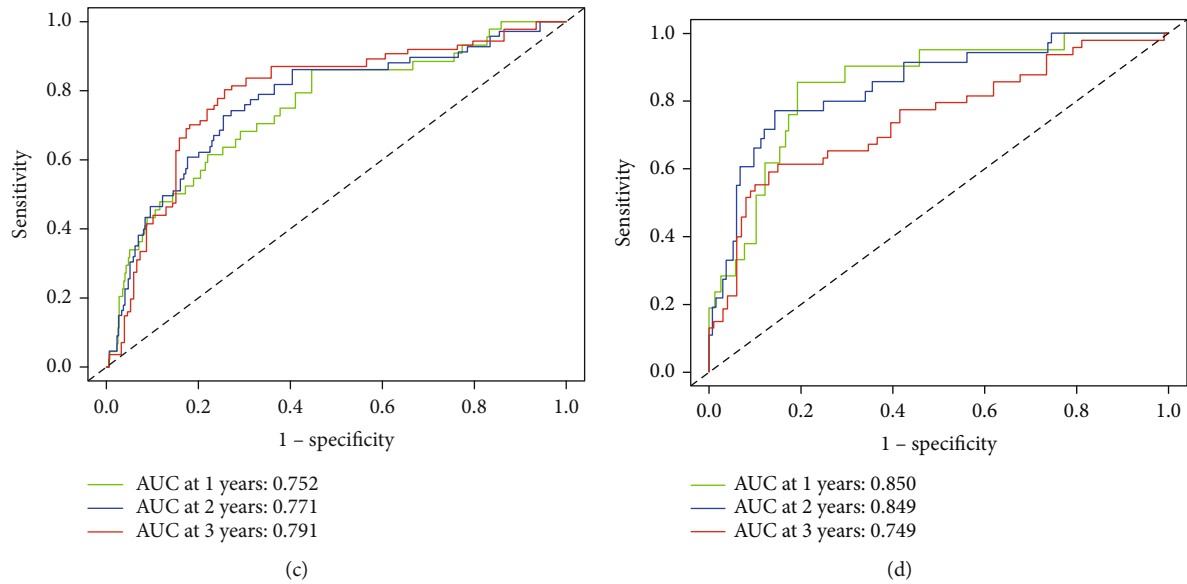 Sensitivity
1.0
0.8
0.6
0.4
0.2
0.0
0.0 0.2 0.4 0.6 0.8 1.0
1 – specificity
AUC at 1 years: 0.752
AUC at 2 years: 0.771
AUC at 3 years: 0.791
(c)
Sensitivity
1.0
0.8
0.6
0.4
0.2
0.0
0.0 0.2 0.4 0.6 0.8 1.0
1 – specificity
AUC at 1 years: 0.850
AUC at 2 years: 0.849
AUC at 3 years: 0.749
(d)